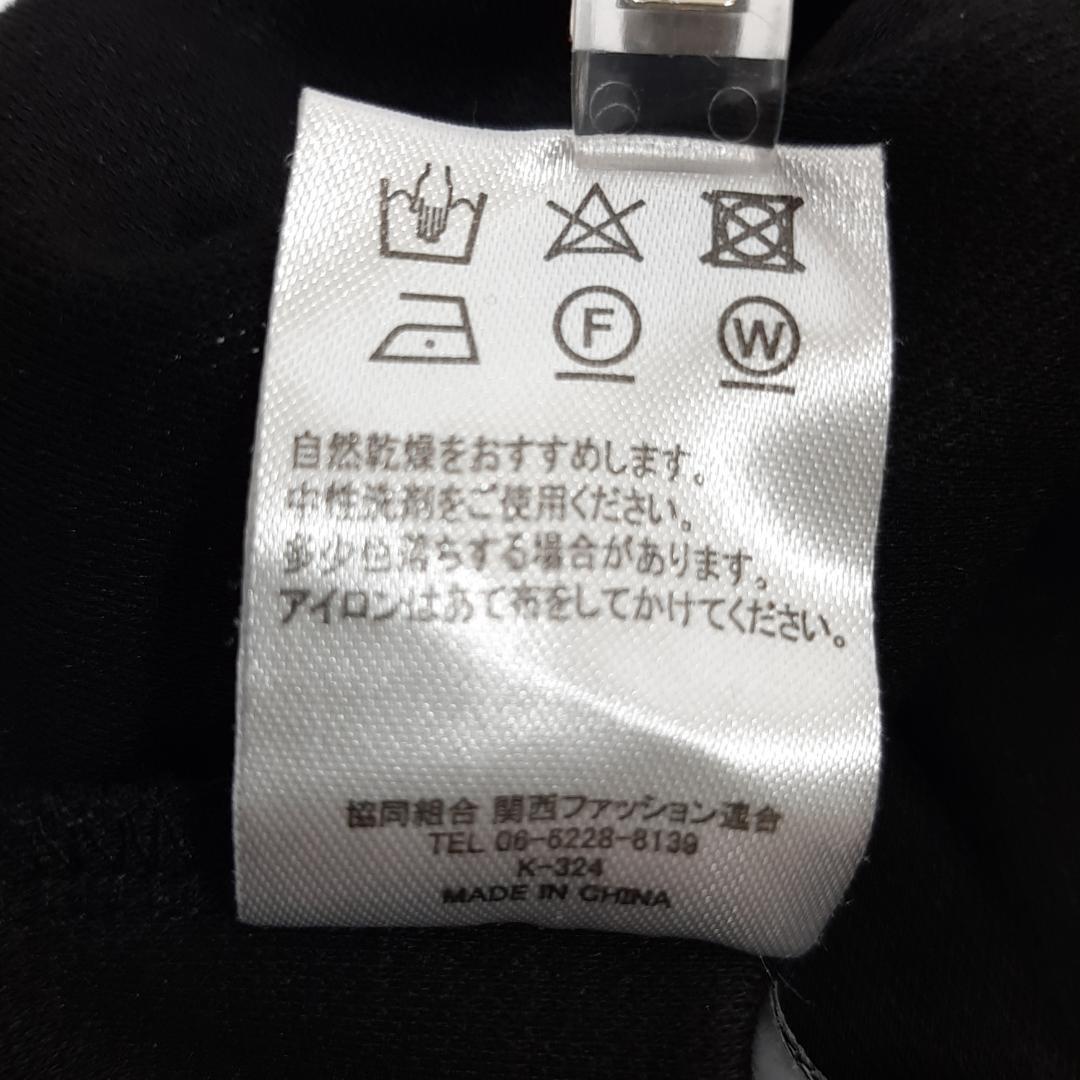 F W
自然乾燥をおすすめします。
中性洗剤をご使用ください。
多少色落ちする場合があります。
アイロンはあて布をしてかけてください。
協同組合 関西ファッション連合
TEL 06-6228-8139
K-324
MADE IN CHINA